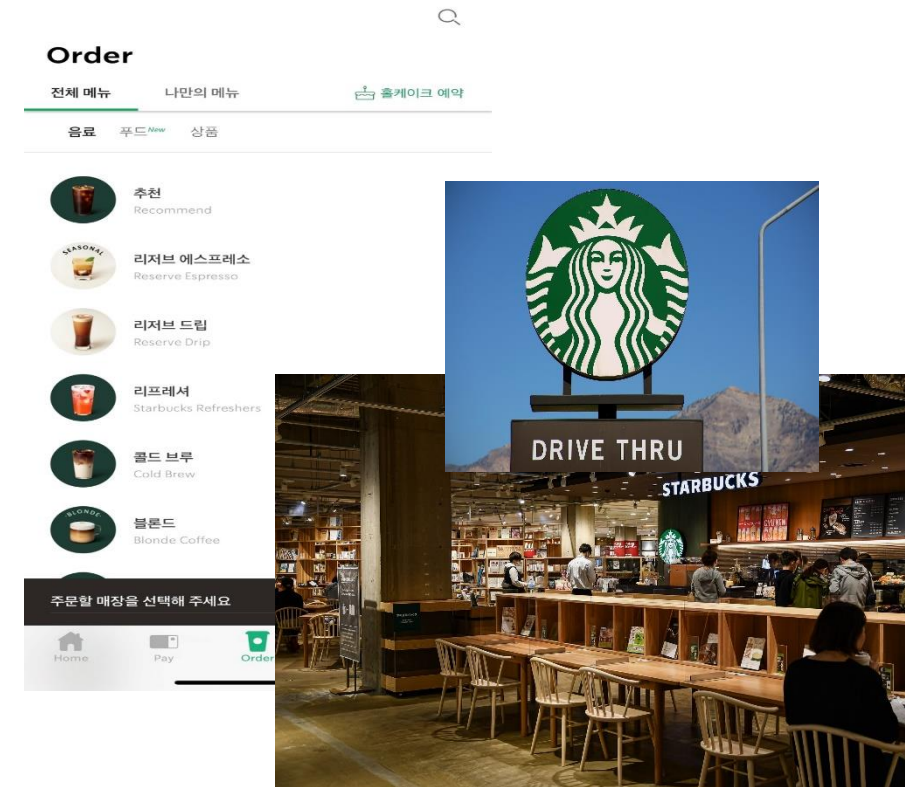 Order
전체 메뉴
나만의 메뉴
홀케이크 예약
음료
푸드New
상품
추천
Recommend
SEASONAL
리저브 에스프레소
Reserve Espresso
리저브 드립
Reserve Drip
리프레셔
Starbucks Refreshers
콜드 브루
Cold Brew
BLONDE
블론드
Blonde Coffee
주문할 매장을 선택해 주세요
Home
Pay
Order
DRIVE THRU
STARBUCKS